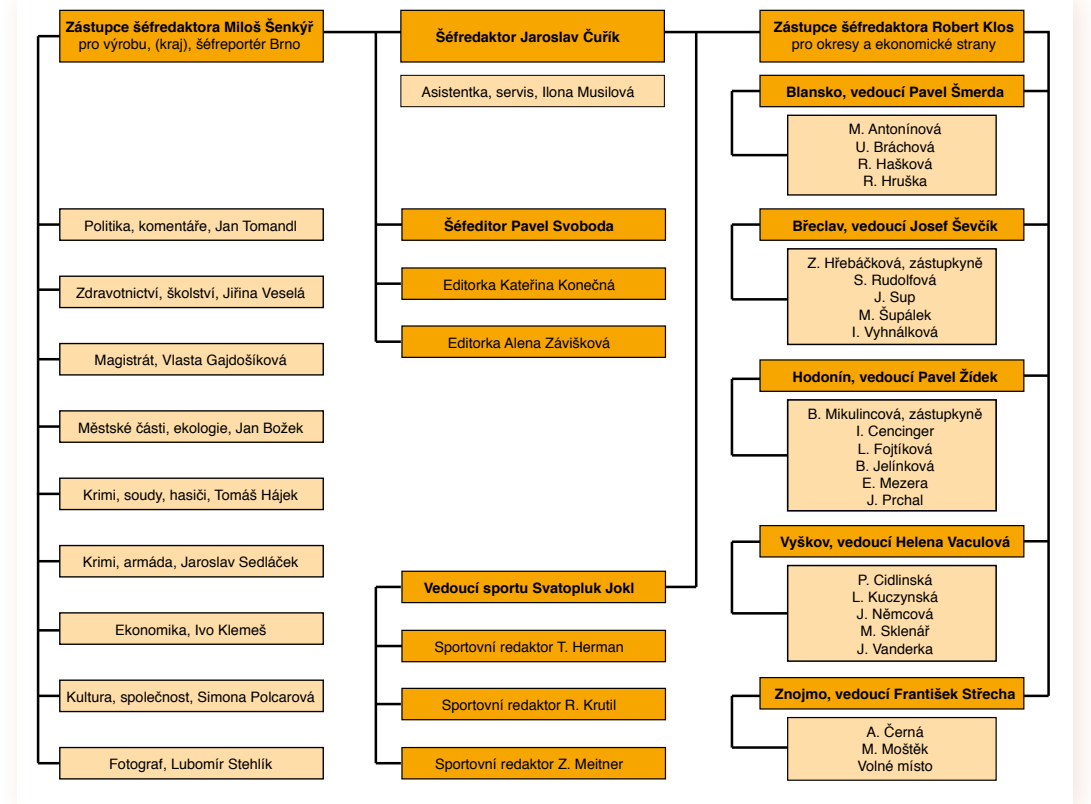 Zástupce šéfredaktora Miloš Šenkýř
pro výrobu, (kraj), šéfreportér Brno
Politika, komentáře, Jan Tomandl
Zdravotnictví, školství, Jiřina Veselá
Magistrát, Vlasta Gajdošíková
Městské části, ekologie, Jan Božek
Krimi, soudy, hasiči, Tomáš Hájek
Krimi, armáda, Jaroslav Sedláček
Ekonomika, Ivo Klemeš
Kultura, společnost, Simona Polcarová
Fotograf, Lubomír Stehlík
Šéfredaktor Jaroslav Čuřík
Asistentka, servis, Ilona Musilová
Šéfeditor Pavel Svoboda
Editorka Kateřina Konečná
Editorka Alena Závišková
Vedoucí sportu Svatopluk Jokl
Sportovní redaktor T. Herman
Sportovní redaktor R. Krutil
Sportovní redaktor Z. Meitner
Zástupce šéfredaktora Robert Klos
pro okresy a ekonomické strany
Blansko, vedoucí Pavel Šmerda
M. Antonínová
U. Bráchová
R. Hašková
R. Hruška
Břeclav, vedoucí Josef Ševčík
Z. Hřebáčková, zástupkyně
S. Rudolfová
J. Sup
M. Šupálek
I. Vyhnálková
Hodonín, vedoucí Pavel Žídek
B. Mikulincová, zástupkyně
I. Cencinger
L. Fojtíková
B. Jelínková
E. Mezera
J. Prchal
Vyškov, vedoucí Helena Vaculová
P. Cidlinská
L. Kuczynská
J. Němcová
M. Sklenář
J. Vanderka
Znojmo, vedoucí František Střecha
A. Černá
M. Moštěk
Volné místo